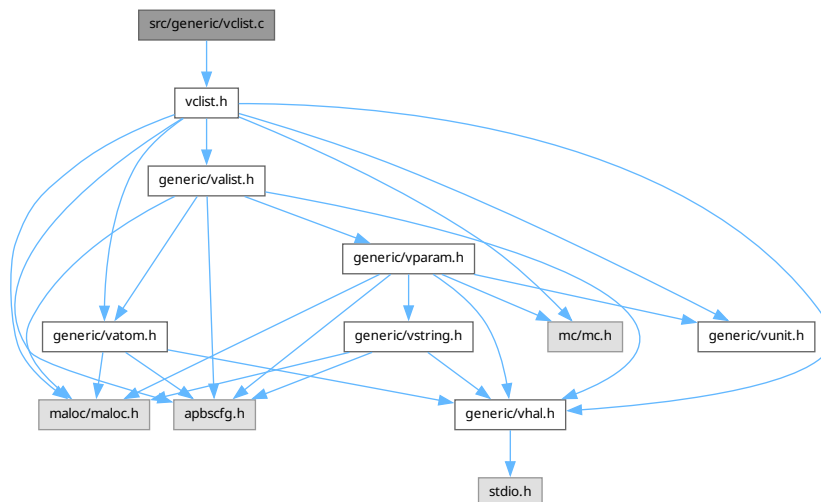 src/generic/vclist.c
vclist.h
generic/valist.h
generic/vparam.h
generic/vatom.h
generic/vstring.h
mc/mc.h
generic/vunit.h
maloc/maloc.h
apbscfg.h
generic/vhal.h
stdio.h